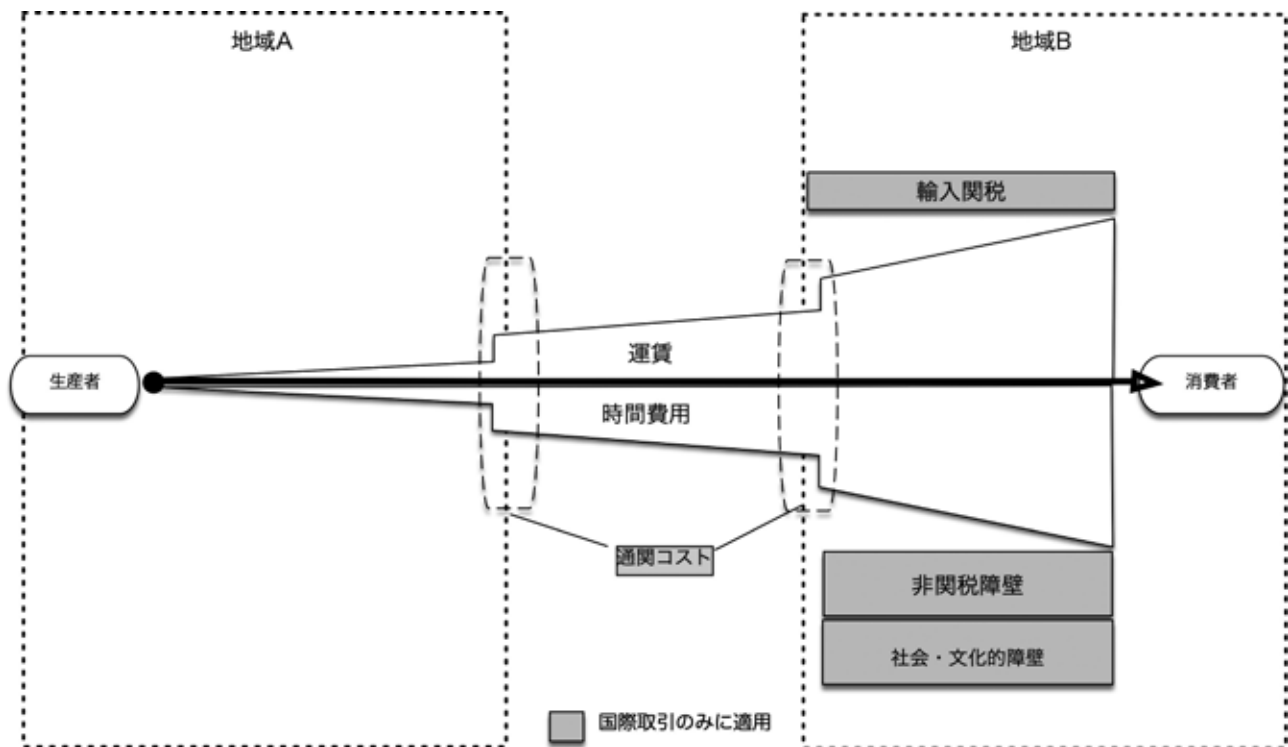 地域A
地域B
輸入関税
運賃
生産者
消費者
時間費用
通関コスト
非関税障壁
社会・文化的障壁
国際取引のみに適用